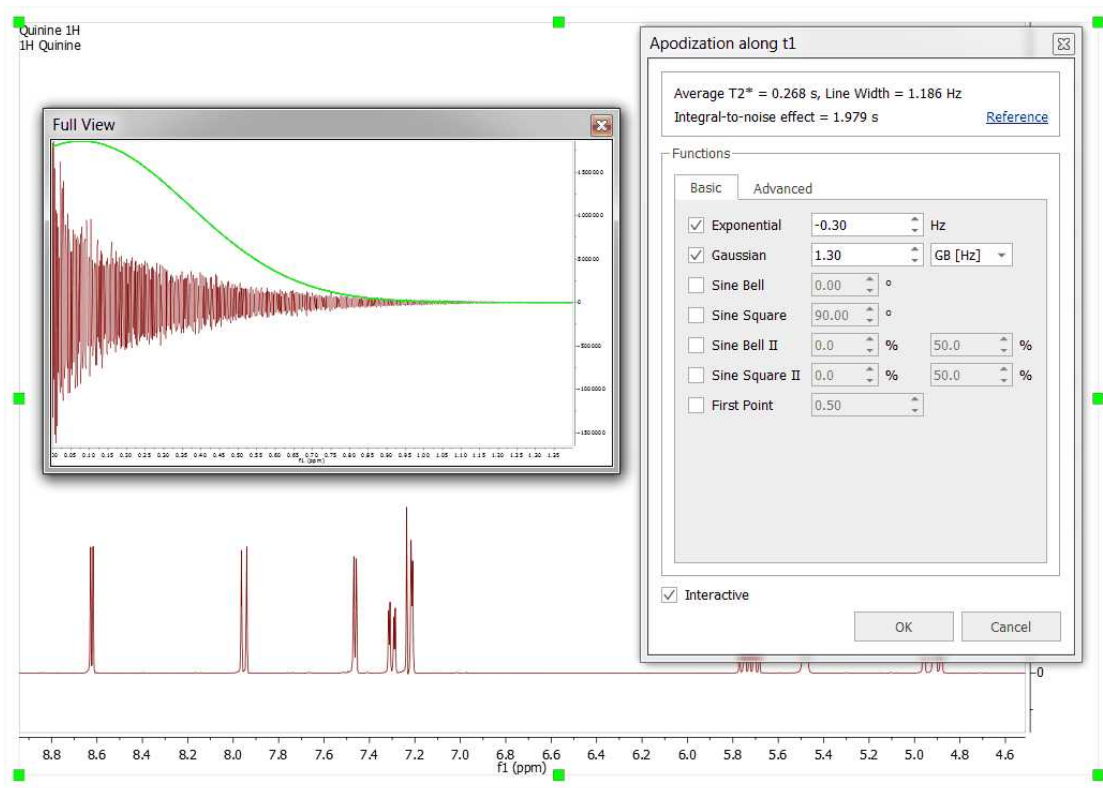 Quinine 1H
1H Quinine
Full View
f1 (ppm)
Apodization along t1
Average T2* = 0.268 s, Line Width = 1.186 Hz
Integral-to-noise effect = 1.979 s Reference
Functions
Basic Advanced
Exponential -0.30 Hz
Gaussian 1.30 GB [Hz]
Sine Bell 0.00 °
Sine Square 90.00 °
Sine Bell II 0.0 % 50.0 %
Sine Square II 0.0 % 50.0 %
First Point 0.50
Interactive
OK Cancel
0
8.8 8.6 8.4 8.2 8.0 7.8 7.6 7.4 7.2 7.0 6.8 6.6 6.4 6.2 6.0 5.8 5.6 5.4 5.2 5.0 4.8 4.6
f1 (ppm)